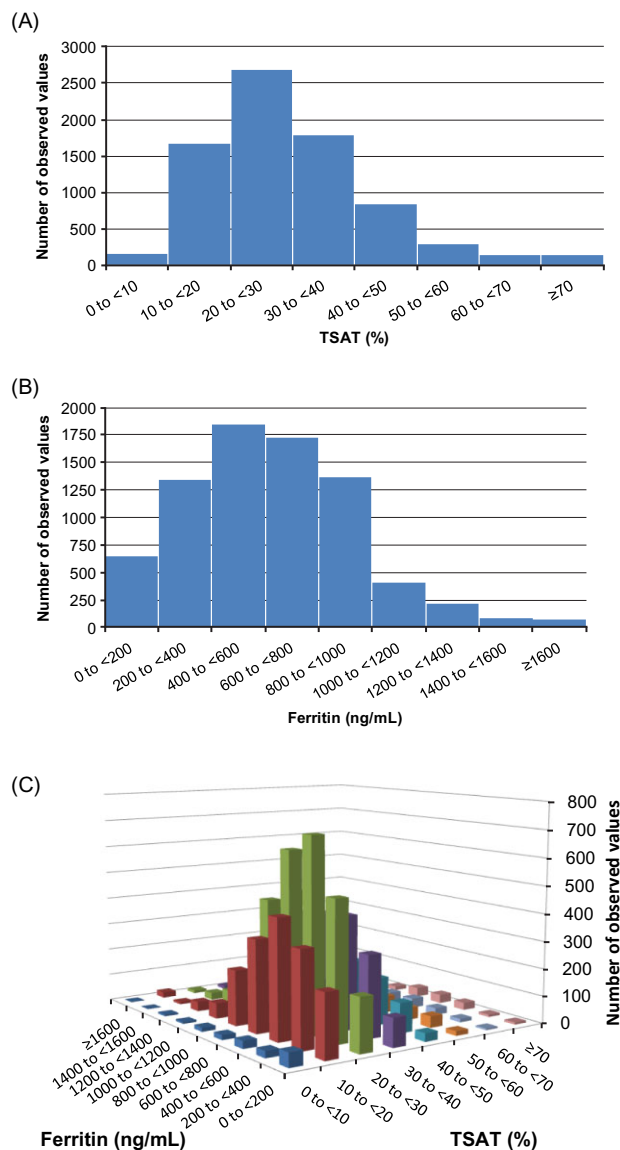 (A)
3000
2500
2000
1500
1000
500
0
Number of observed values
0 to <10
10 to <20
20 to <30
30 to <40
40 to <50
50 to <60
60 to <70
≥70
TSAT (%)
(B)
2000
1750
1500
1250
1000
750
500
250
0
Number of observed values
0 to <200
200 to <400
400 to <600
600 to <800
800 to <1000
1000 to <1200
1200 to <1400
1400 to <1600
≥1600
Ferritin (ng/mL)
(C)
800
700
600
500
400
300
200
100
0
Number of observed values
≥1600
1400 to <1600
1200 to <1400
1000 to <1200
800 to <1000
600 to <800
400 to <600
200 to <400
0 to <200
Ferritin (ng/mL)
0 to <10
10 to <20
20 to <30
30 to <40
40 to <50
50 to <60
60 to <70
≥70
TSAT (%)